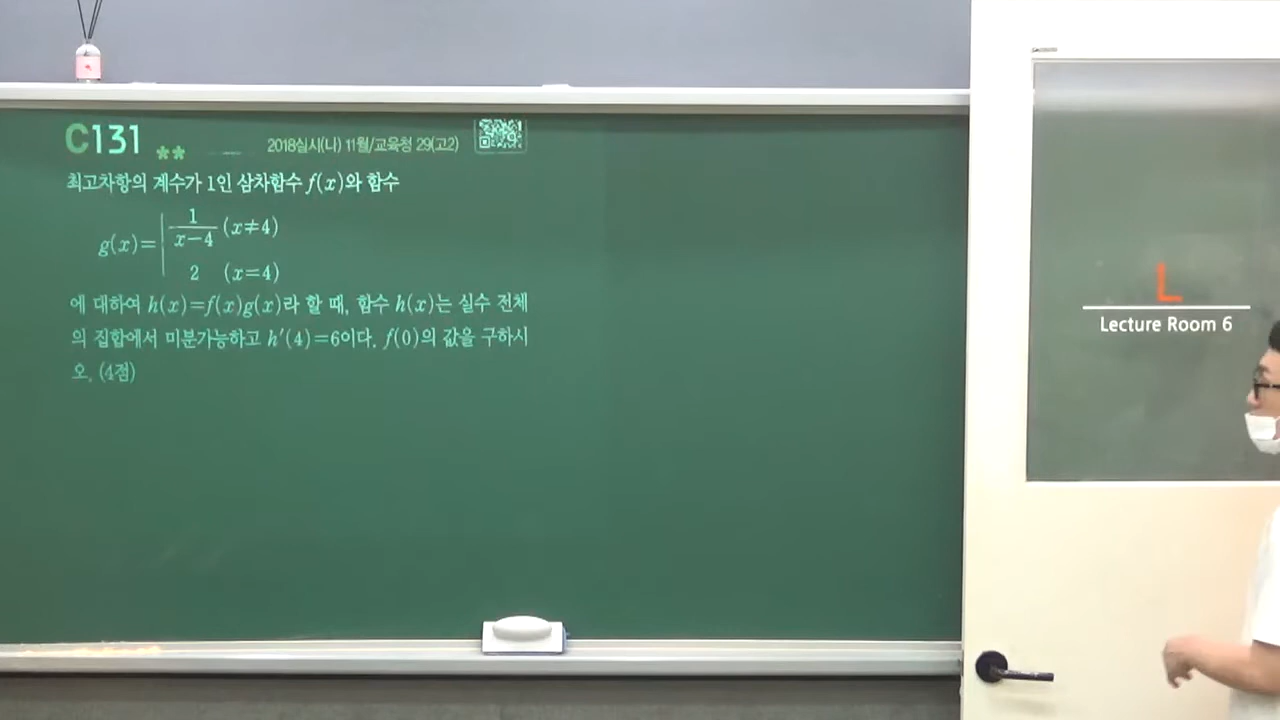 C131 ** 2018실시(나) 11월/교육청 29(고2)
최고차항의 계수가 1인 삼차함수 f(x)와 함수
g(x)= 1/(x-4) (x≠4)
2 (x=4)
에 대하여 h(x)=f(x)g(x)라 할 때, 함수 h(x)는 실수 전체
의 집합에서 미분가능하고 h′(4)=6이다. f(0)의 값을 구하시
오. (4점)
L
Lecture Room 6